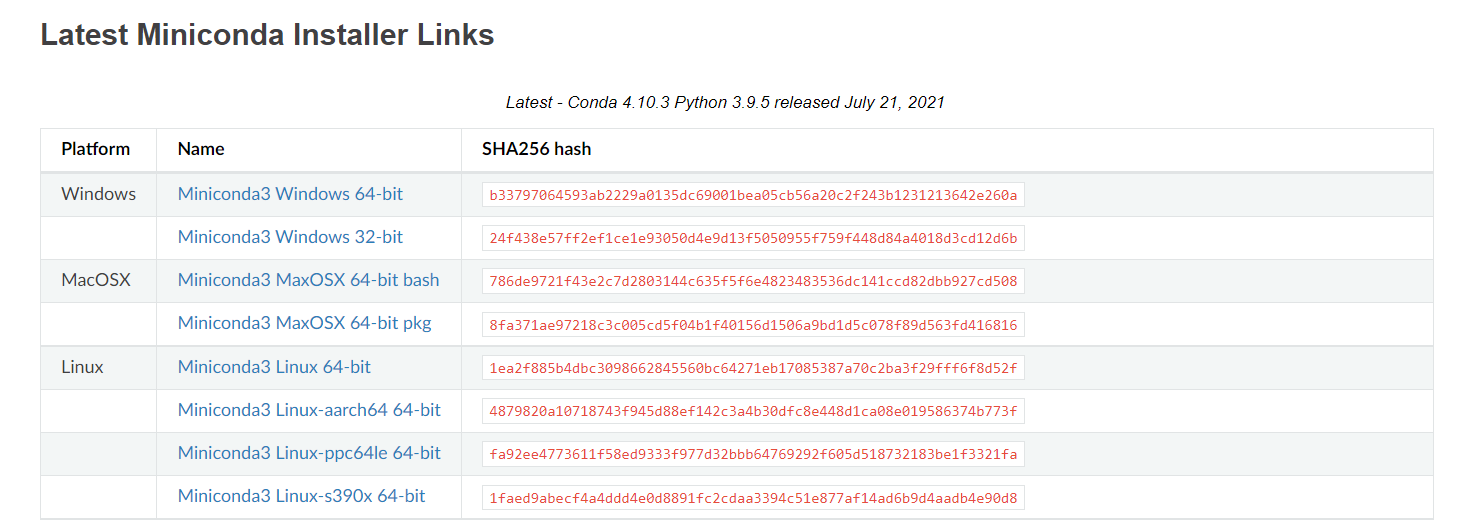 Latest Miniconda Installer Links
Latest - Conda 4.10.3 Python 3.9.5 released July 21, 2021
Platform Name SHA256 hash
Windows Miniconda3 Windows 64-bit b33797064593ab2229a0135dc69001bea05cb56a20c2f243b1231213642e260a
Miniconda3 Windows 32-bit 24f438e57ff2ef1ce1e93050d4e9d13f5050955f759f448d84a4018d3cd12d6b
MacOSX Miniconda3 MaxOSX 64-bit bash 786de9721f43e2c7d2803144c635f5f6e4823483536dc141ccd82dbb927cd508
Miniconda3 MaxOSX 64-bit pkg 8fa371ae97218c3c005cd5f04b1f40156d1506a9bd1d5c078f89d563fd416816
Linux Miniconda3 Linux 64-bit 1ea2f885b4dbc3098662845560bc64271eb17085387a70c2ba3f29fff6f8d52f
Miniconda3 Linux-aarch64 64-bit 4879820a10718743f945d88ef142c3a4b30dfc8e448d1ca08e019586374b773f
Miniconda3 Linux-ppc64le 64-bit fa92ee4773611f58ed9333f977d32bbb64769292f605d518732183be1f3321fa
Miniconda3 Linux-s390x 64-bit 1faed9abecf4a4ddd4e0d8891fc2cdaa3394c51e877af14ad6b9d4aadb4e90d8